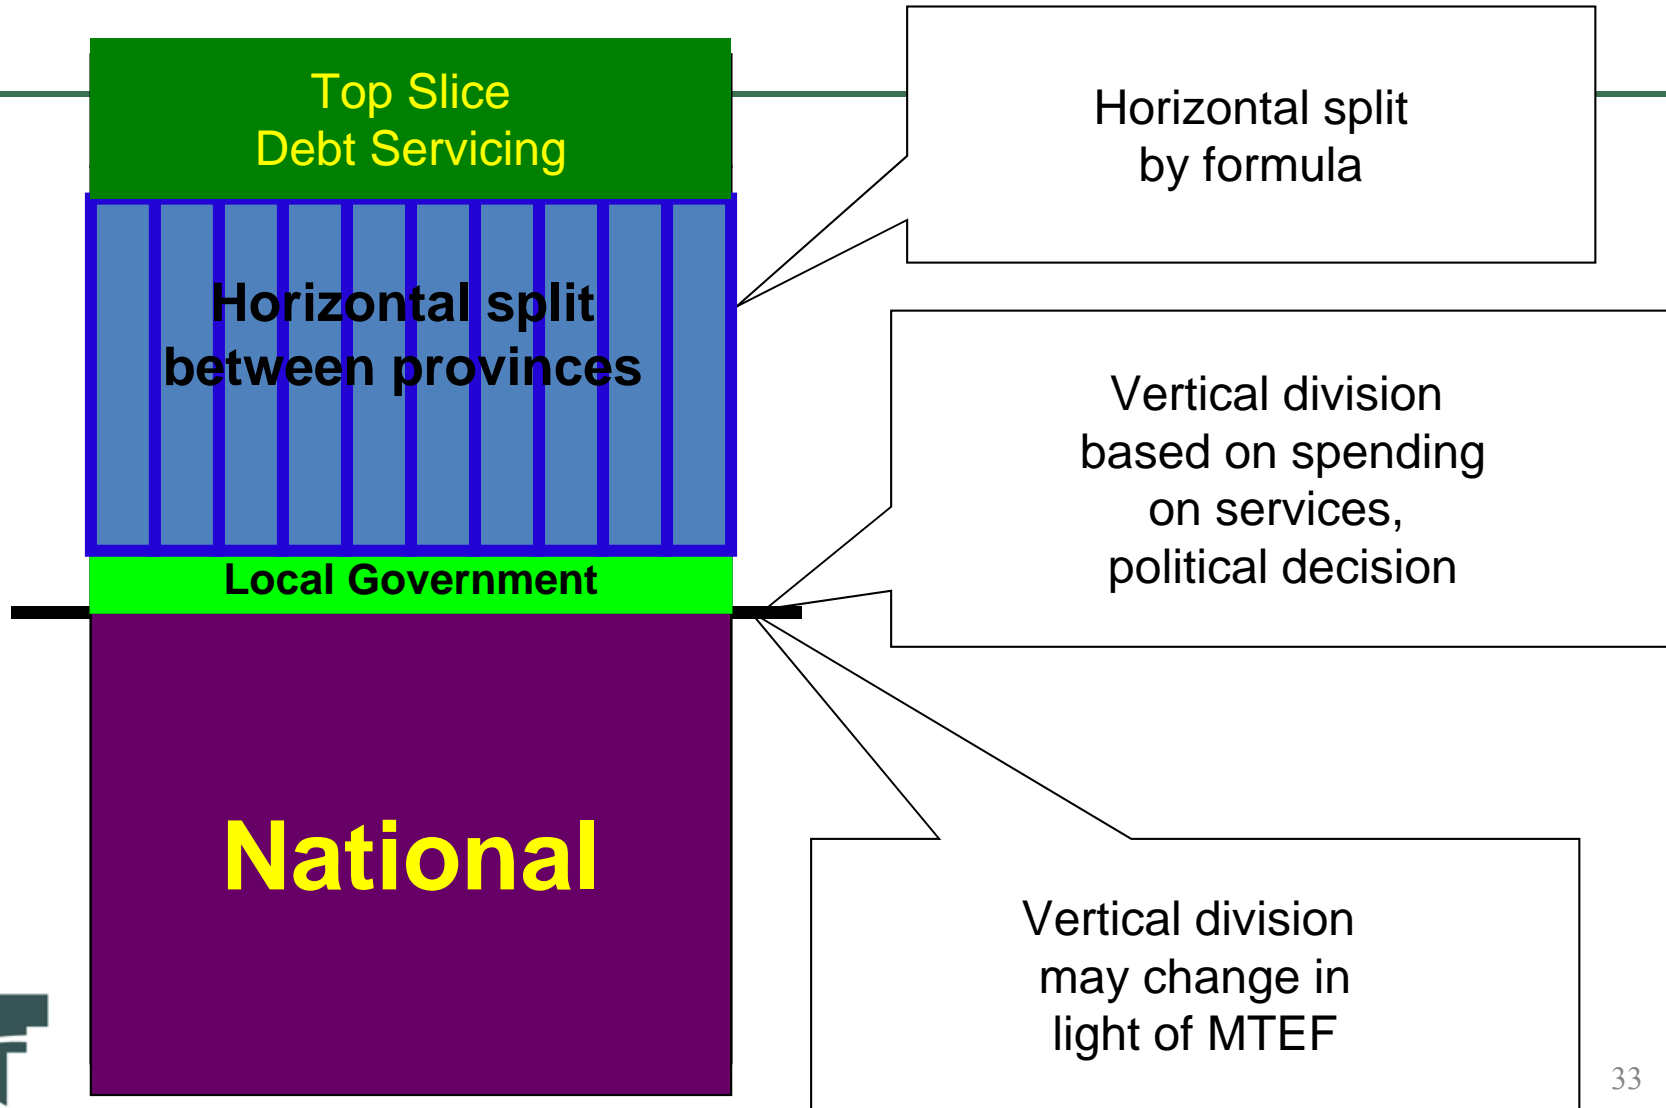 Top Slice
Debt Servicing
Horizontal split
between provinces
Local Government
National
Horizontal split
by formula
Vertical division
based on spending
on services,
political decision
Vertical division
may change in
light of MTEF
33